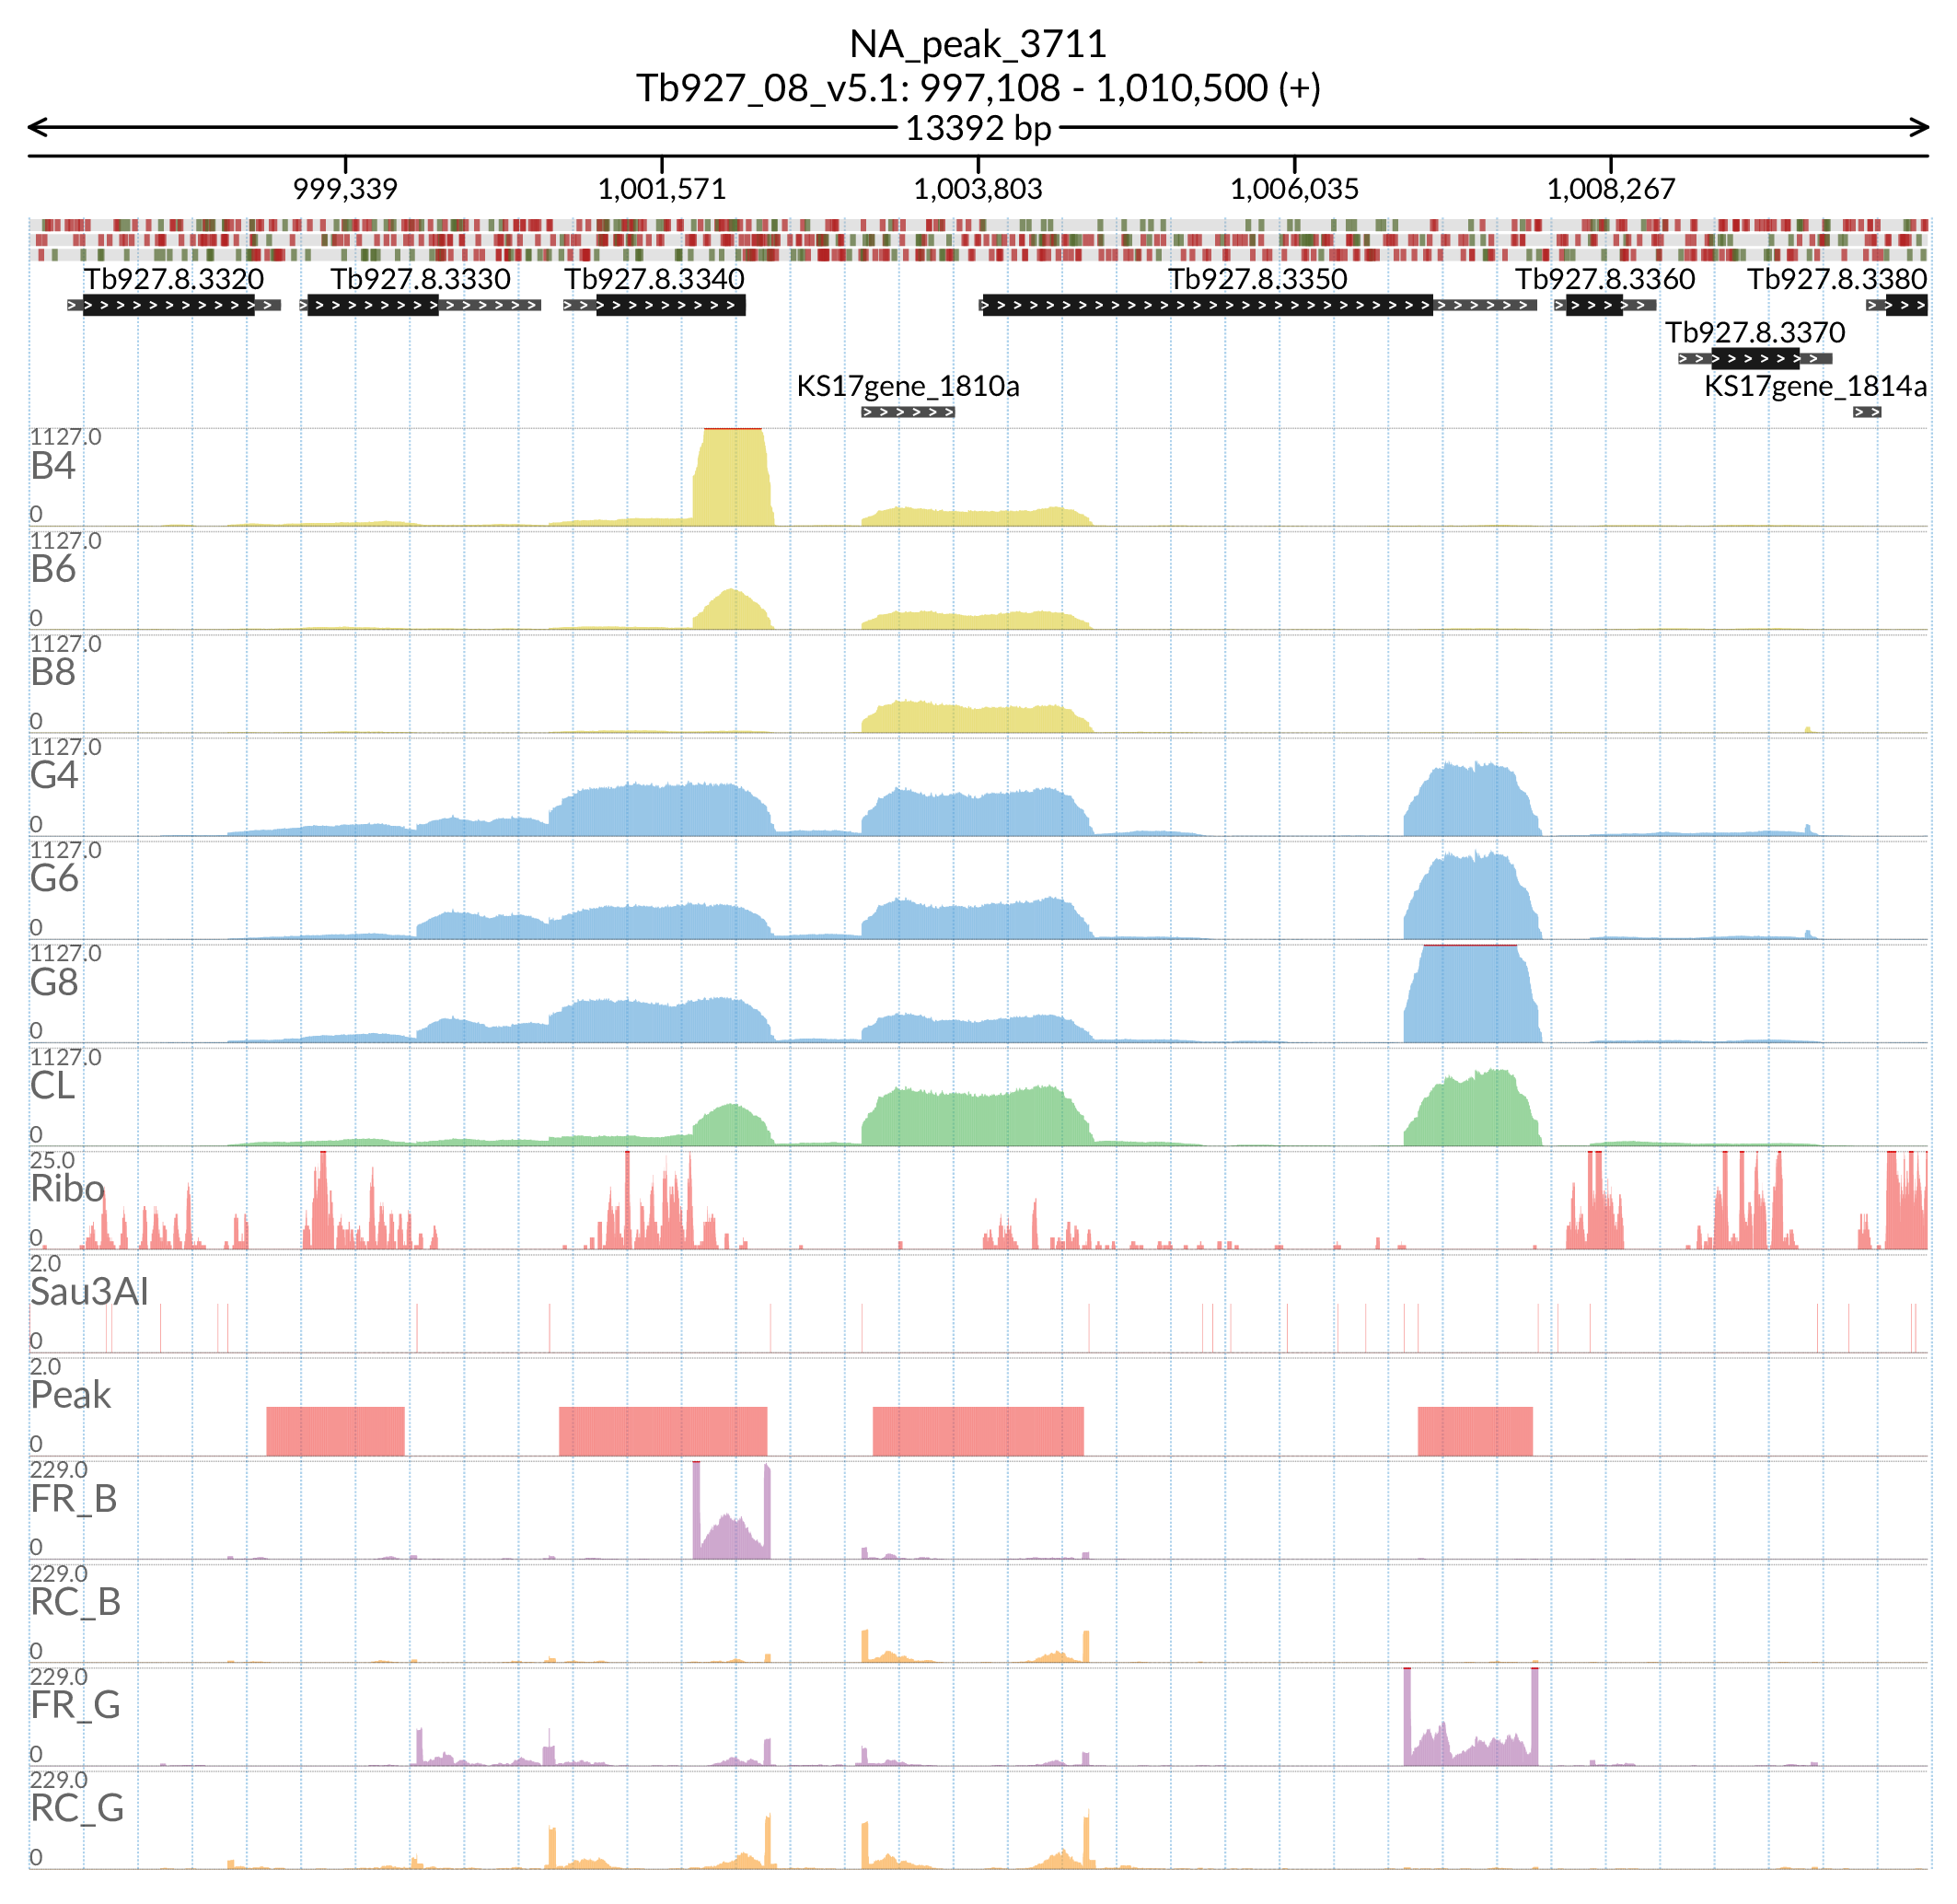 NA_peak_3711
Tb927_08_v5.1: 997,108 - 1,010,500 (+)
13392 bp
999,339 1,001,571 1,003,803 1,006,035 1,008,267
Tb927.8.3320 Tb927.8.3330 Tb927.8.3340 Tb927.8.3350 Tb927.8.3360 Tb927.8.3380
Tb927.8.3370
KS17gene_1810a KS17gene_1814a
1127.0
B4
0
1127.0
B6
0
1127.0
B8
0
1127.0
G4
0
1127.0
G6
0
1127.0
G8
0
1127.0
CL
0
25.0
Ribo
0
2.0
Sau3AI
0
2.0
Peak
0
229.0
FR_B
0
229.0
RC_B
0
229.0
FR_G
0
229.0
RC_G
0